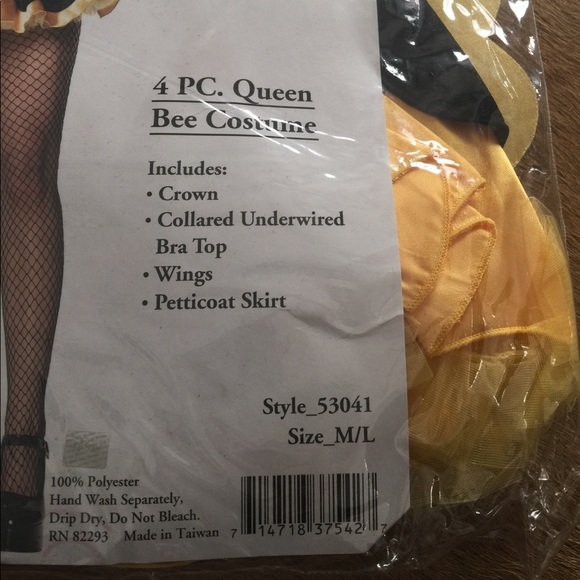 4 PC. Queen
Bee Costume
Includes:
• Crown
• Collared Underwired
Bra Top
• Wings
• Petticoat Skirt
Style_53041
Size_M/L
100% Polyester
Hand Wash Separately,
Drip Dry, Do Not Bleach.
RN 82293 Made in Taiwan
7 14718 37542 7